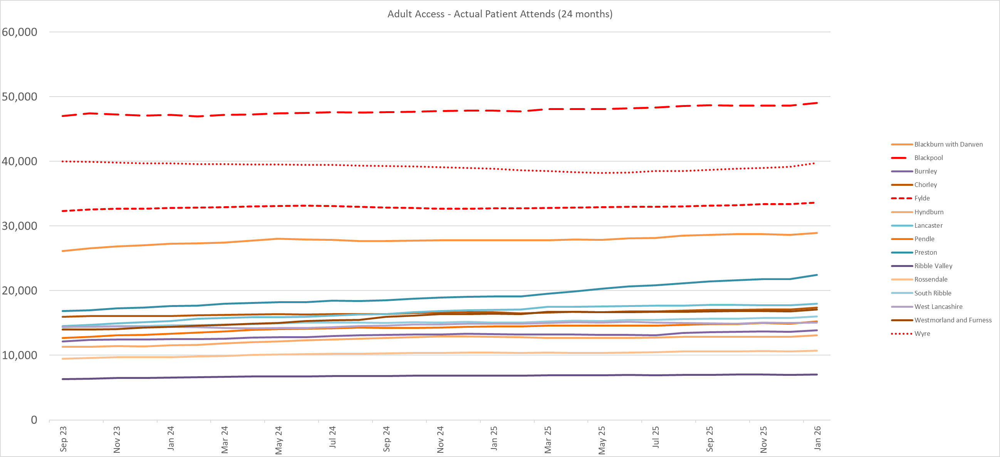 Adult Access - Actual Patient Attends (24 months)
60,000
50,000
40,000
30,000
20,000
10,000
0
Sep 23
Nov 23
Jan 24
Mar 24
May 24
Jul 24
Sep 24
Nov 24
Jan 25
Mar 25
May 25
Jul 25
Sep 25
Nov 25
Jan 26
Blackburn with Darwen
Blackpool
Burnley
Chorley
Fylde
Hyndburn
Lancaster
Pendle
Preston
Ribble Valley
Rossendale
South Ribble
West Lancashire
Westmorland and Furness
Wyre